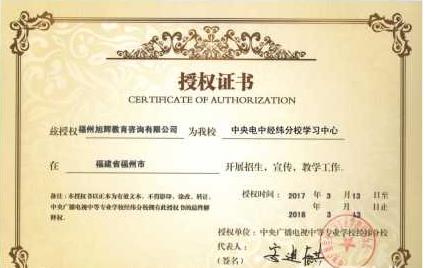 授权证书
CERTIFICATE OF AUTHORIZATION
兹授权 福州旭辉教育咨询有限公司 为我校 中央电中经纬分校学习中心
在 福建省福州市 开展招生，宣传，教学工作。
备注：本授权书以正本为有效文本，不得影印、涂改、转让。
中央广播电视中等专业学校经纬分校拥有此授权书的最终解
释权。
授权时间： 2017 年 3 月 13 日至
2018 年 3 月 13 日止
授权单位：中央广播电视中等专业学校经纬分校
代表人：
（签名）